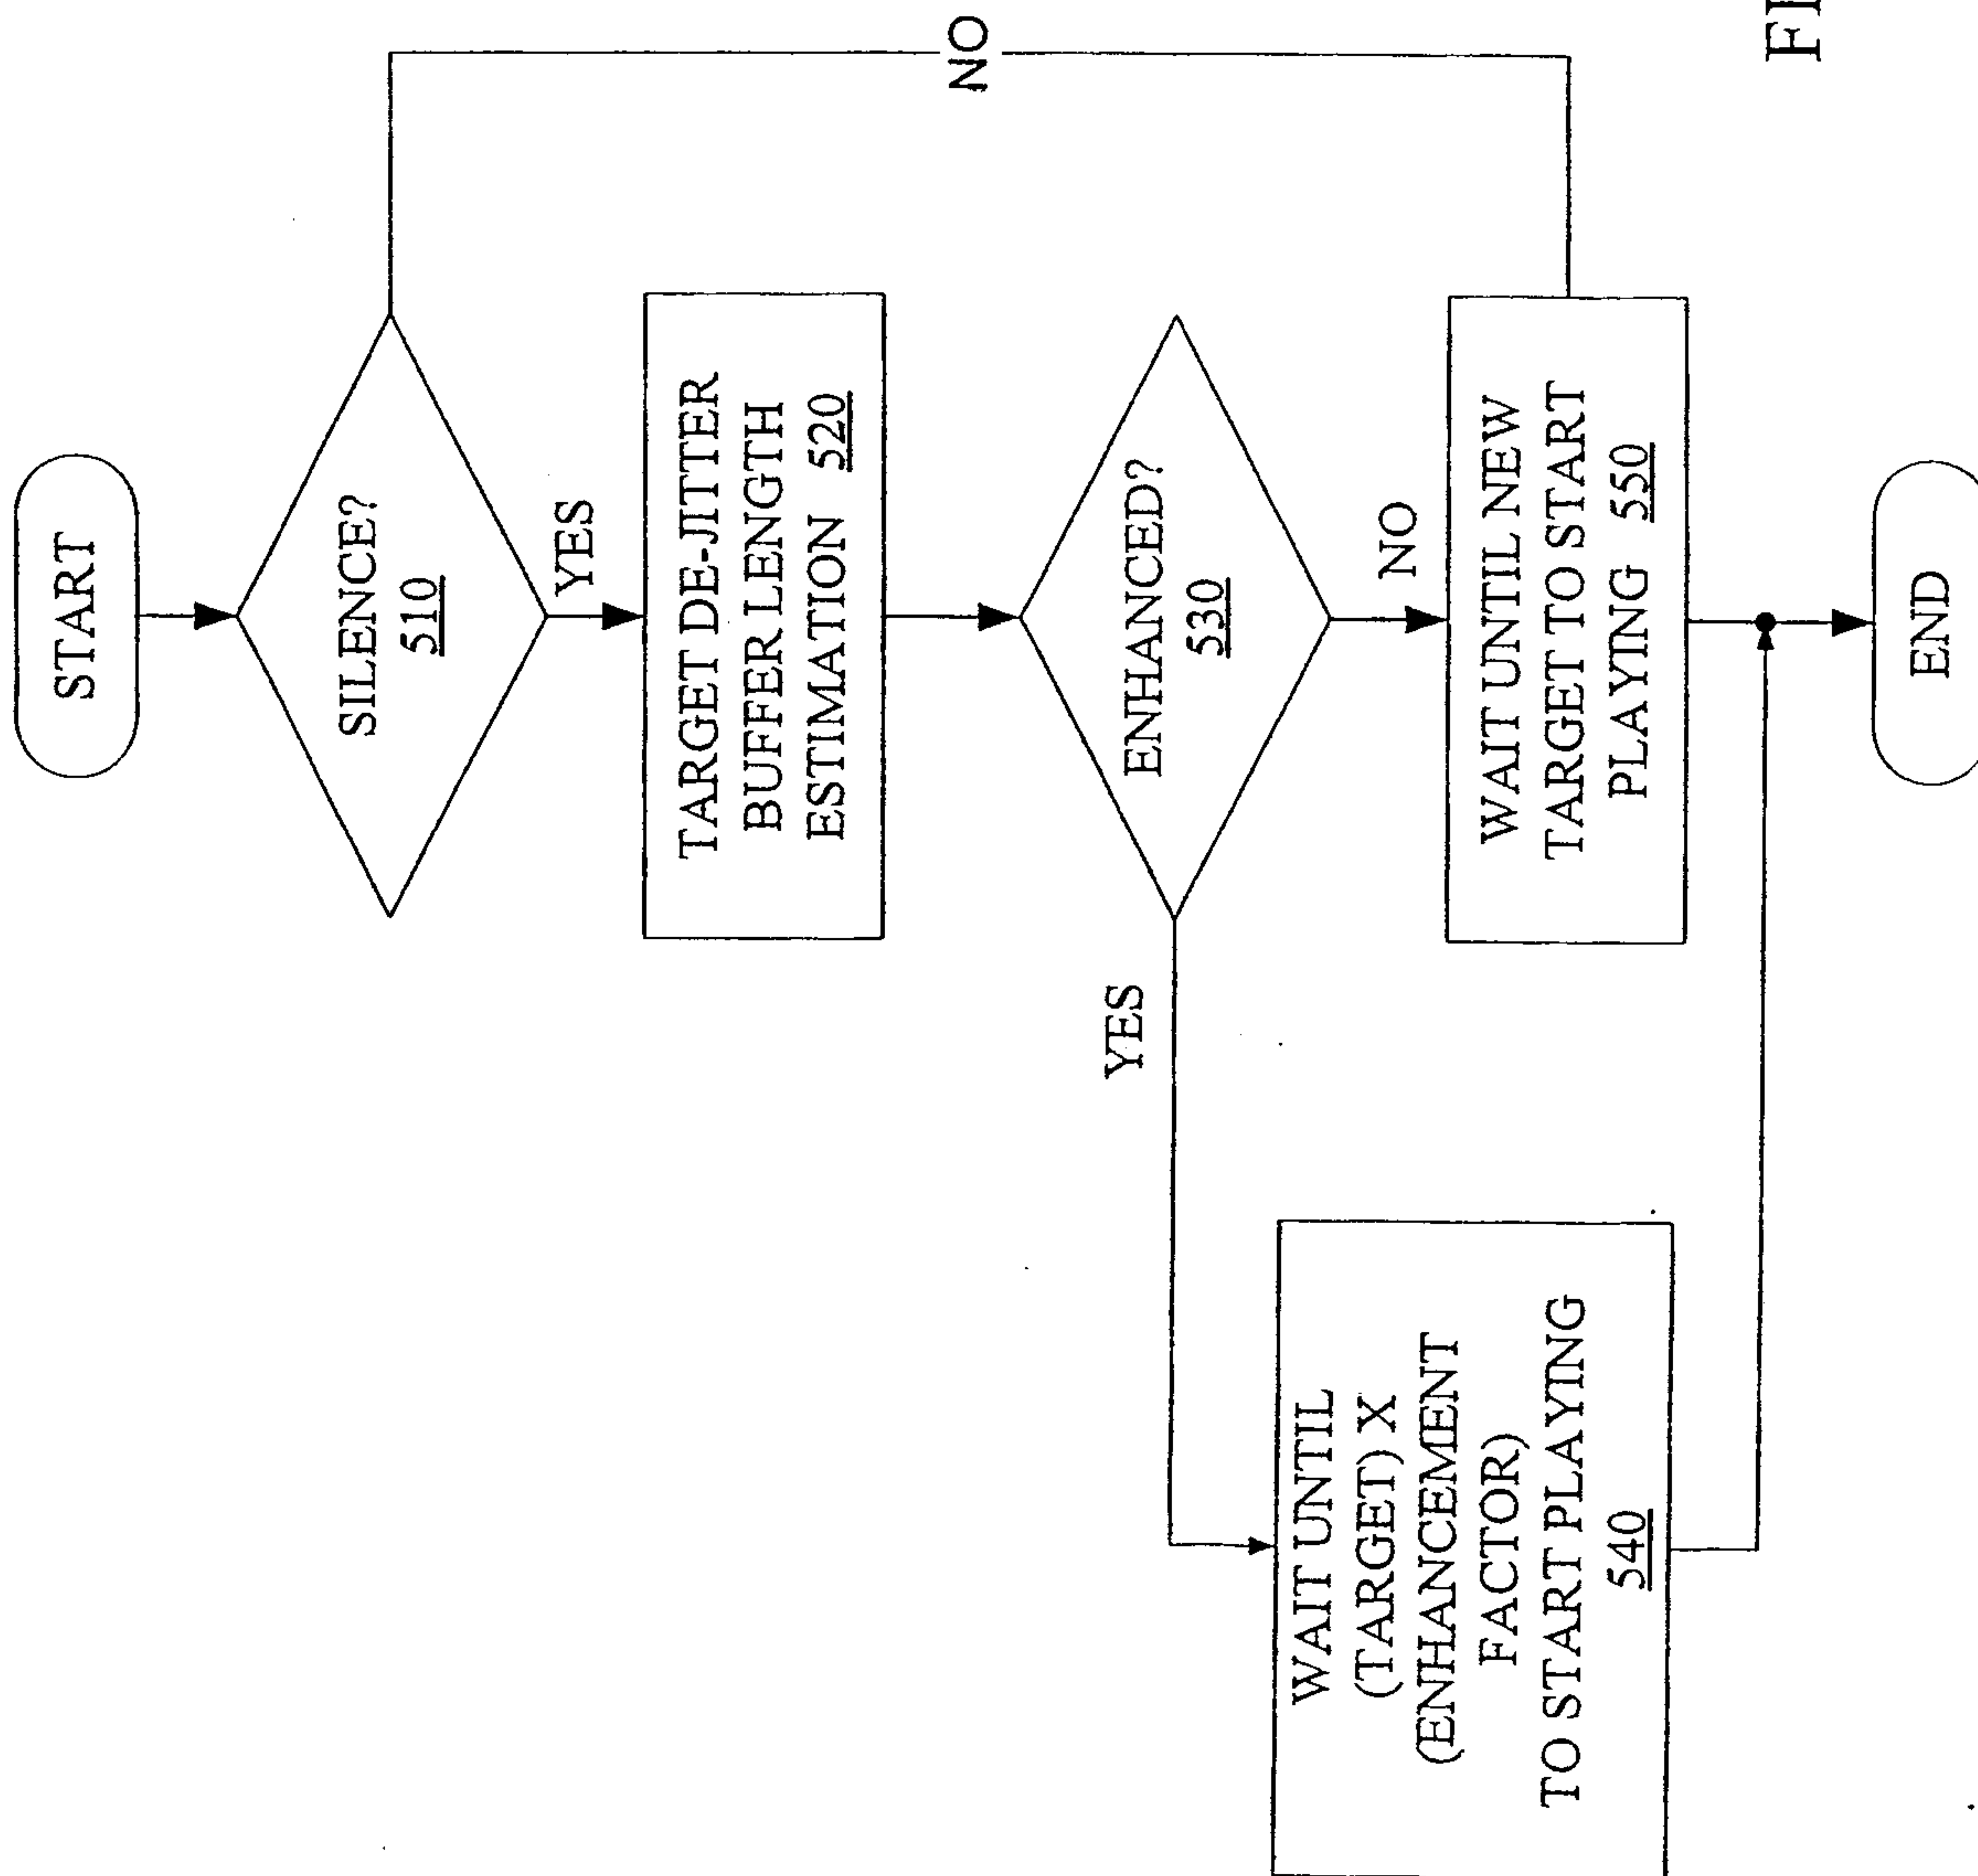 START
SILENCE?
510
NO
YES
TARGET DE-JITTER
BUFFER LENGTH
ESTIMATION 520
ENHANCED?
530
YES
NO
WAIT UNTIL
(TARGET) X
(ENHANCEMENT
FACTOR)
TO START PLAYING
540
WAIT UNTIL NEW
TARGET TO START
PLAYING 550
END